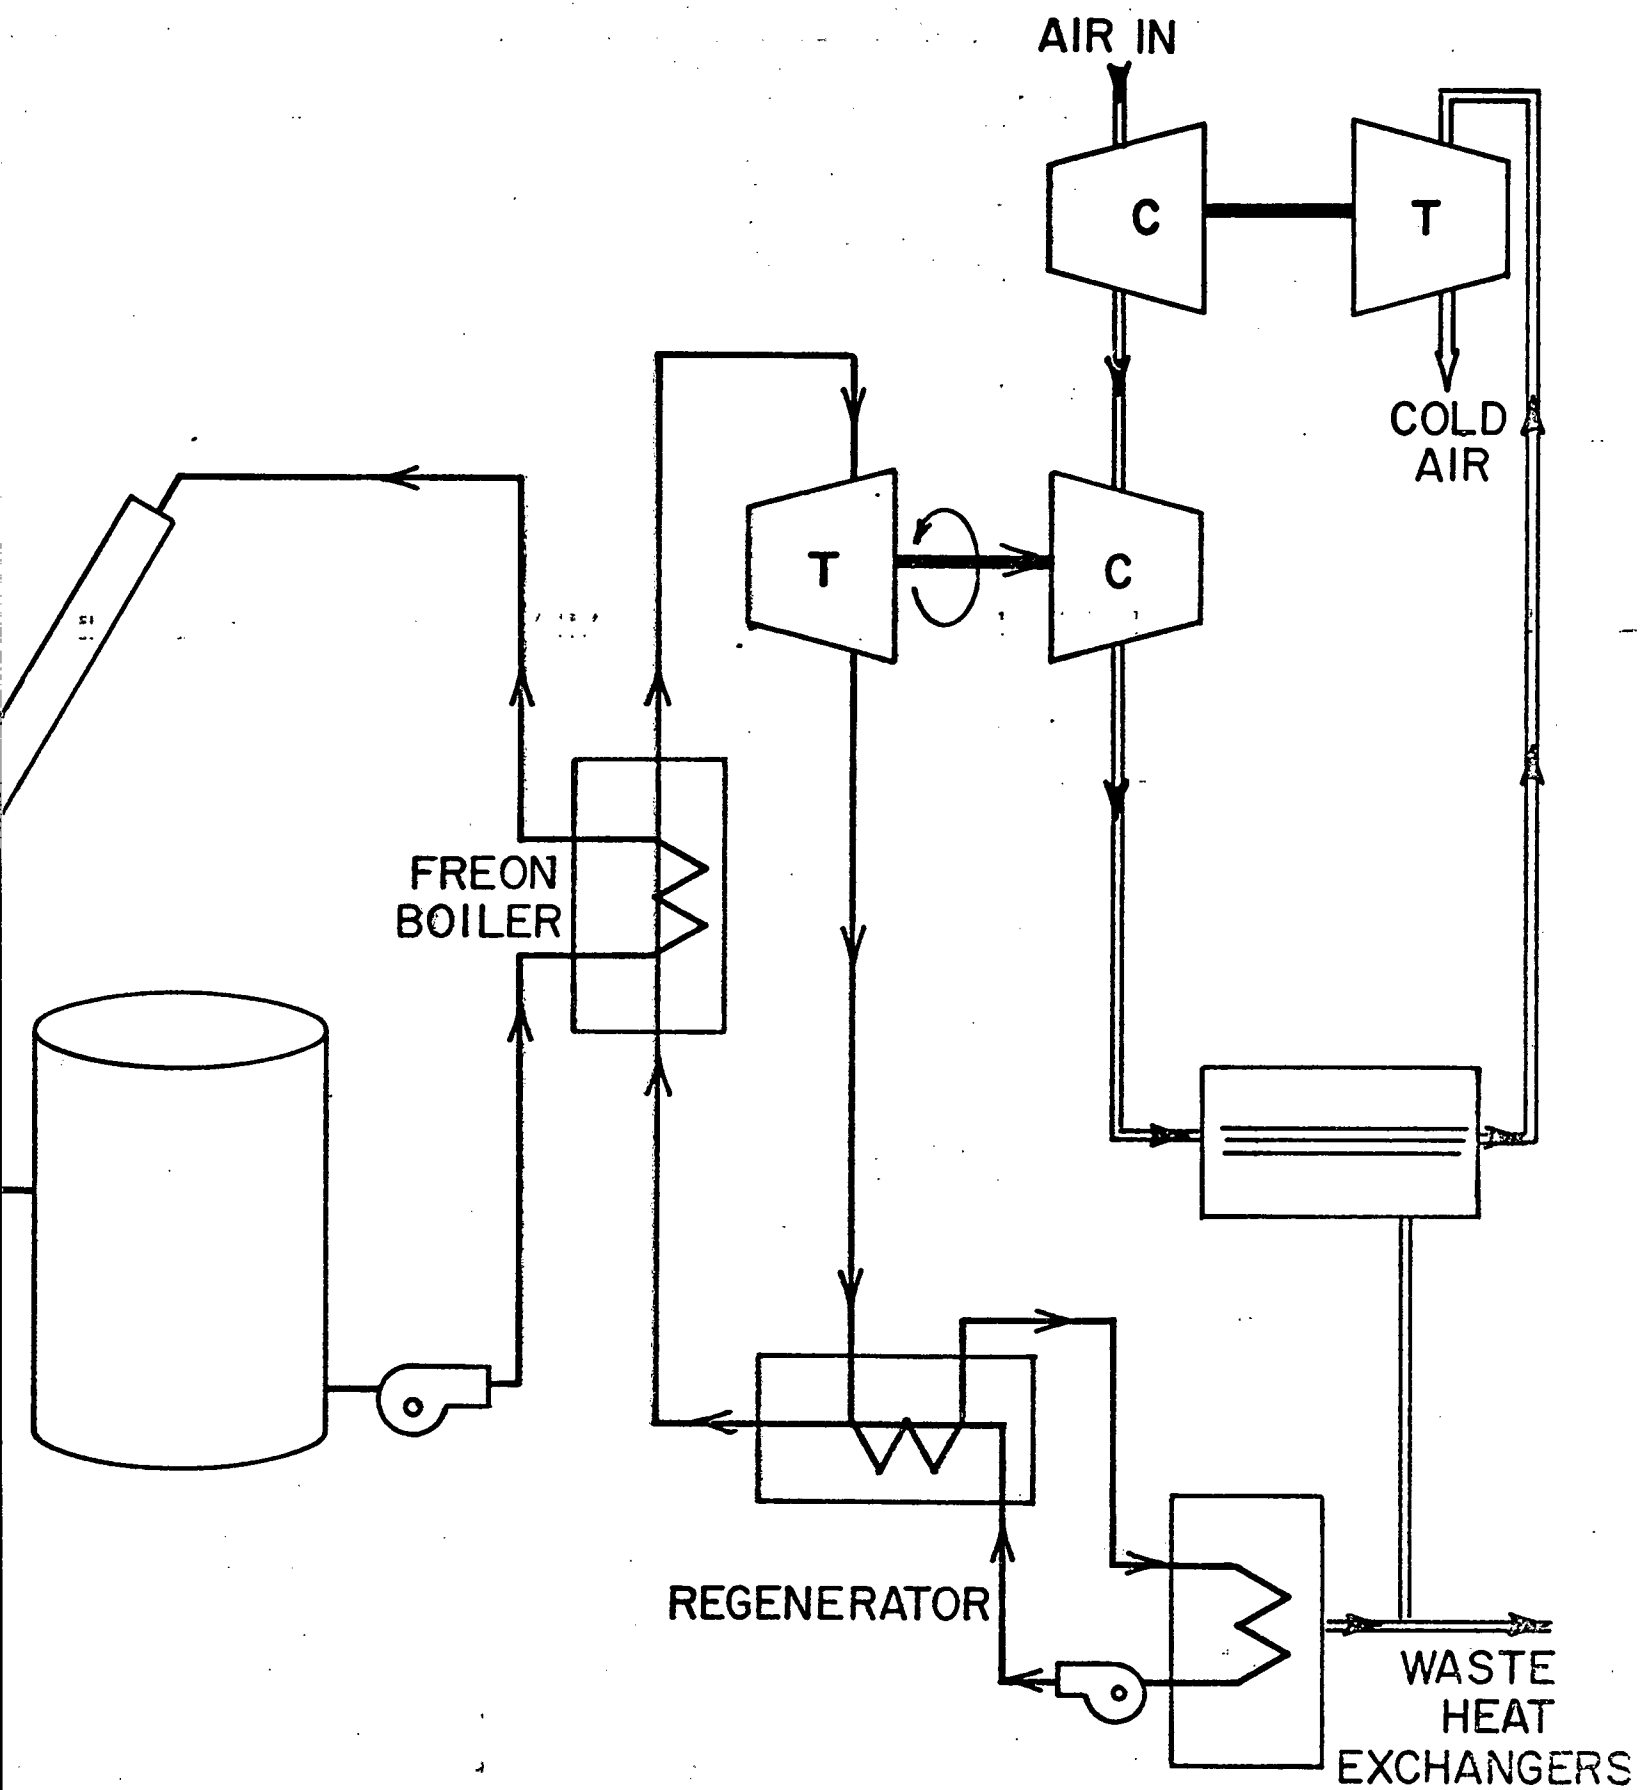 AIR IN
C
T
COLD
AIR
T
C
FREON
BOILER
REGENERATOR
WASTE
HEAT
EXCHANGERS